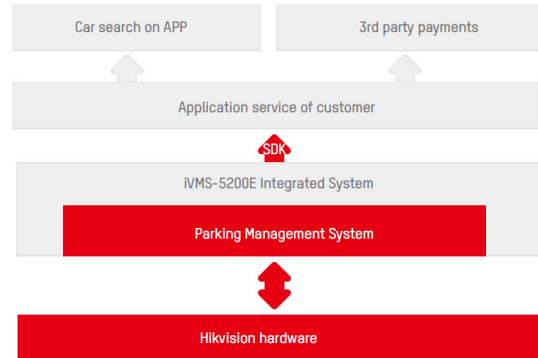 Car search on APP
3rd party payments
Application service of customer
SDK
iVMS-5200E Integrated System
Parking Management System
Hikvision hardware